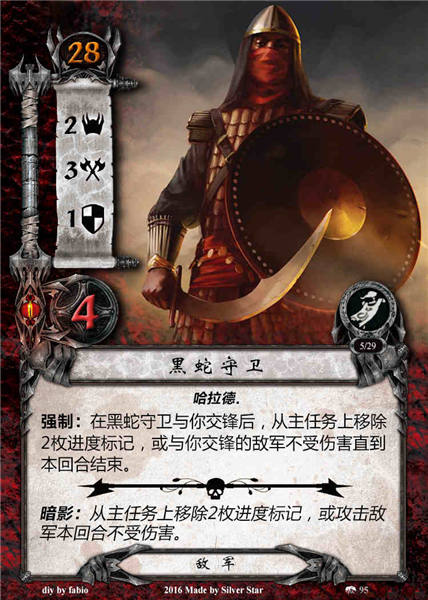 28
2
3
1
4
5/29
黑蛇守卫
哈拉德.
强制：在黑蛇守卫与你交锋后，从主任务上移除
2枚进度标记，或与你交锋的敌军不受伤害直到
本回合结束。
暗影：从主任务上移除2枚进度标记，或攻击敌
军本回合不受伤害。
敌军
diy by fabio
2016 Made by Silver Star
95